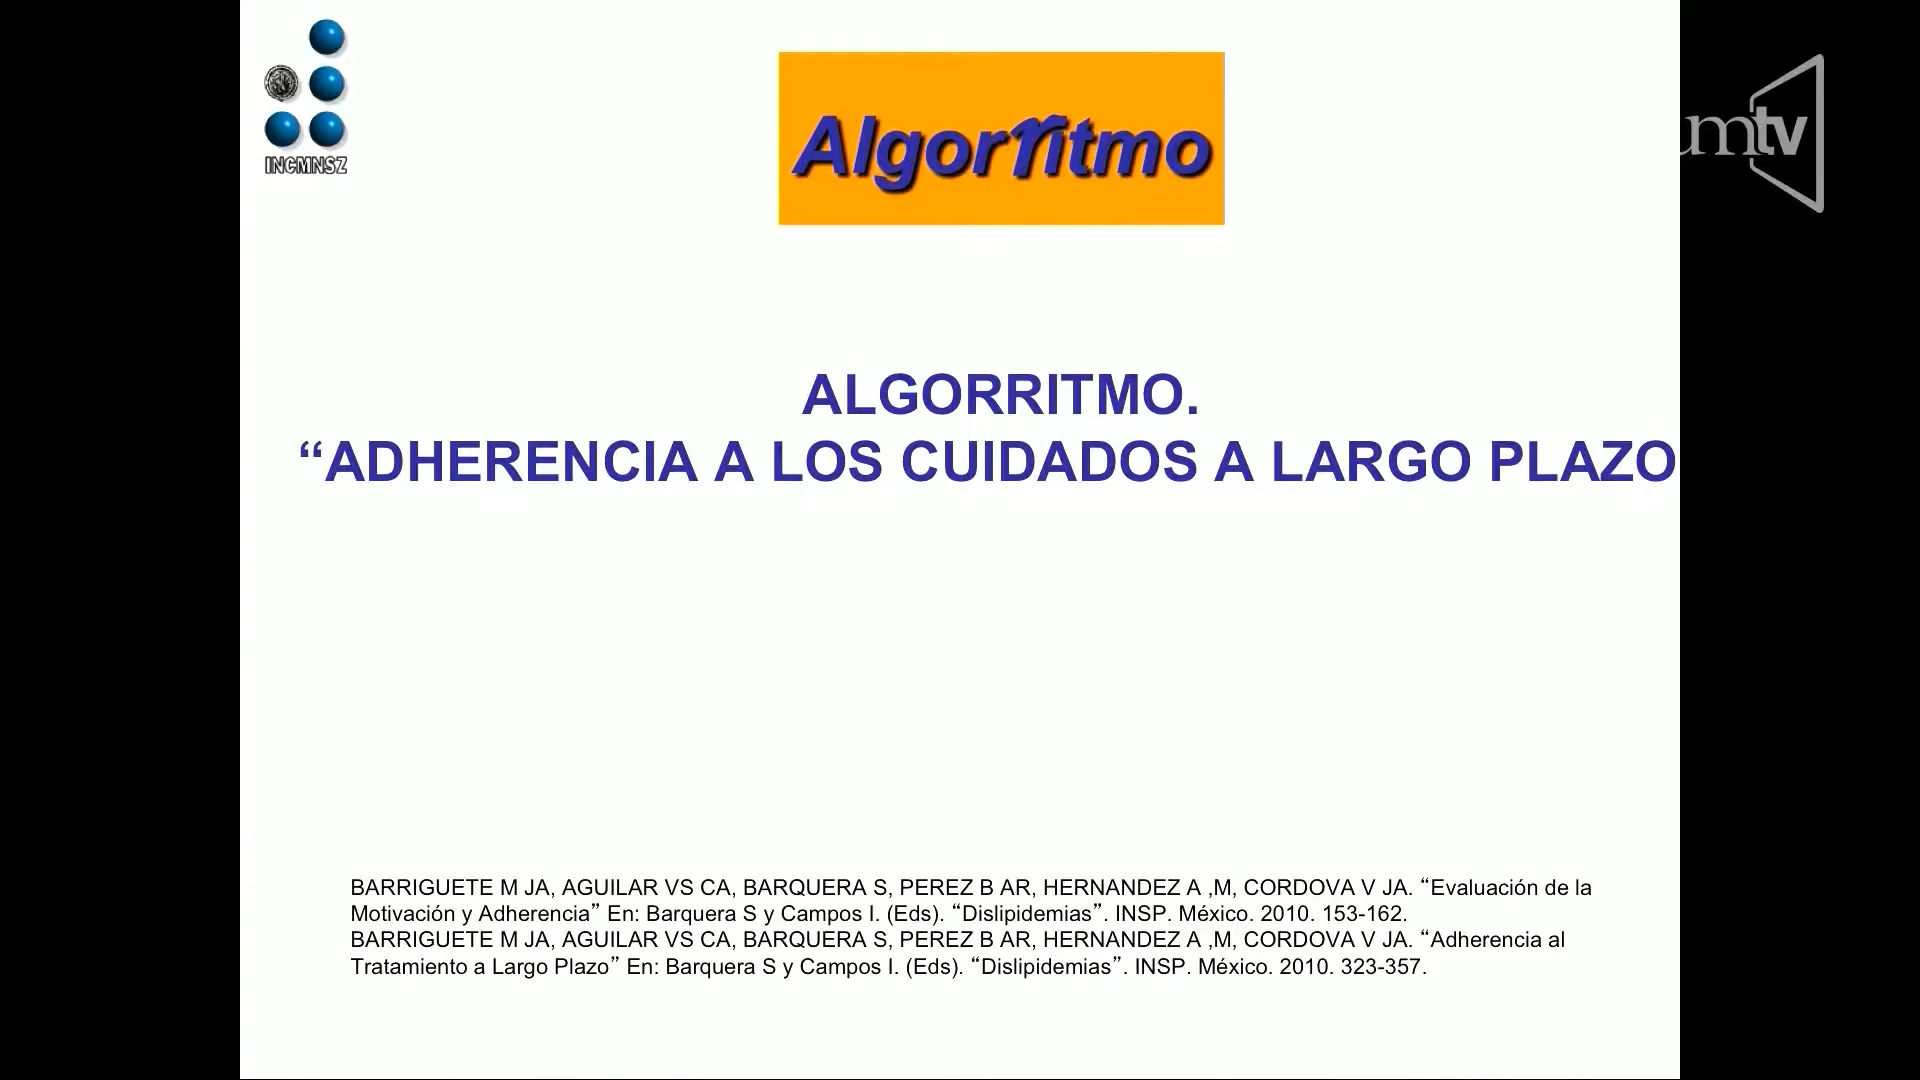 INCMNSZ
Algorritmo
umtv
ALGORRITMO.
“ADHERENCIA A LOS CUIDADOS A LARGO PLAZO
BARRIGUETE M JA, AGUILAR VS CA, BARQUERA S, PEREZ B AR, HERNANDEZ A ,M, CORDOVA V JA. “Evaluación de la
Motivación y Adherencia” En: Barquera S y Campos I. (Eds). “Dislipidemias”. INSP. México. 2010. 153-162.
BARRIGUETE M JA, AGUILAR VS CA, BARQUERA S, PEREZ B AR, HERNANDEZ A ,M, CORDOVA V JA. “Adherencia al
Tratamiento a Largo Plazo” En: Barquera S y Campos I. (Eds). “Dislipidemias”. INSP. México. 2010. 323-357.